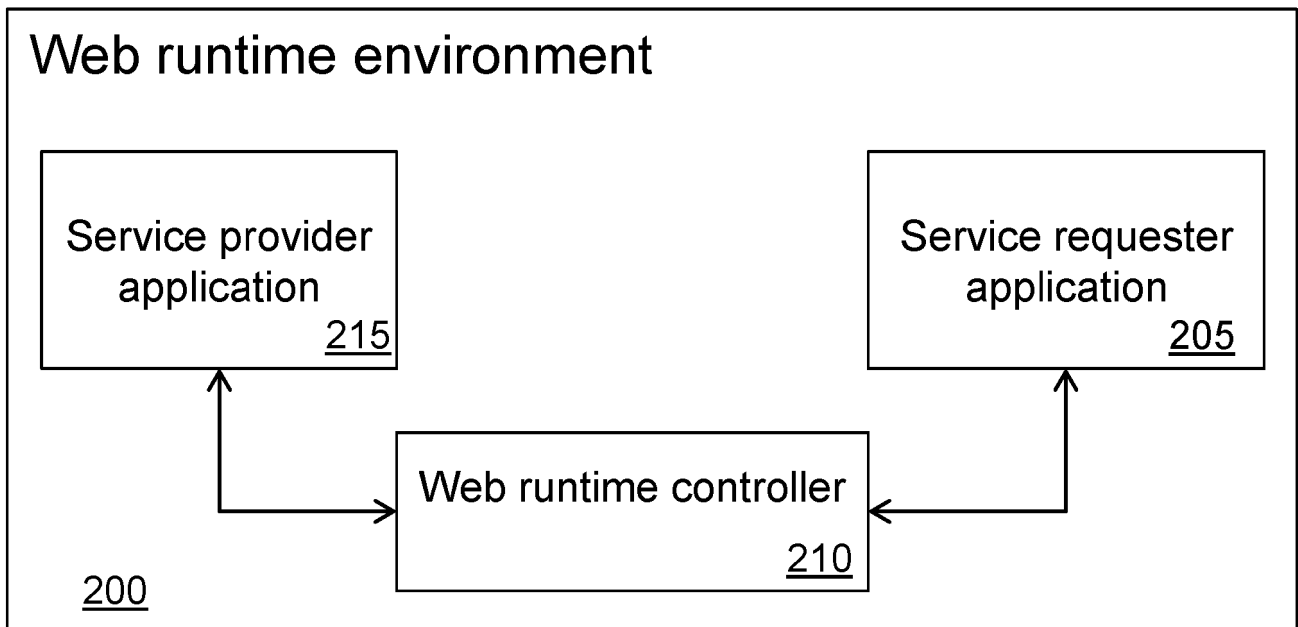 Web runtime environment
Service provider
application
215
Service requester
application
205
Web runtime controller
210
200